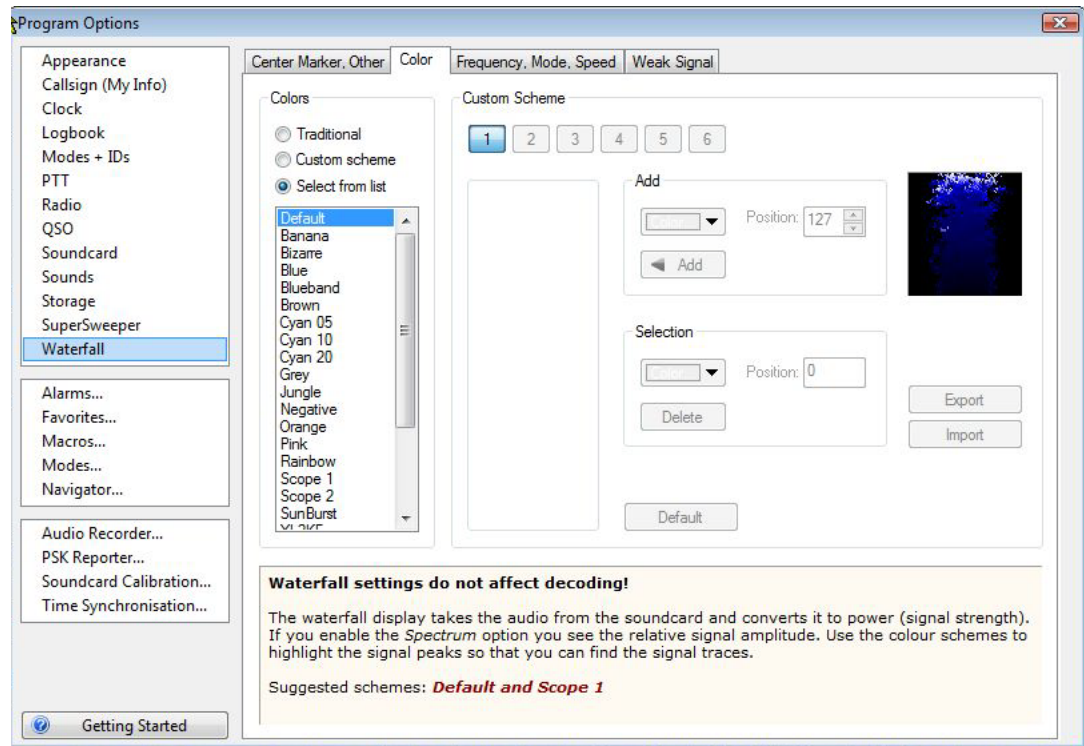 Program Options
Appearance
Callsign (My Info)
Clock
Logbook
Modes + IDs
PTT
Radio
QSO
Soundcard
Sounds
Storage
SuperSweeper
Waterfall
Alarms...
Favorites...
Macros...
Modes...
Navigator...
Audio Recorder...
PSK Reporter...
Soundcard Calibration...
Time Synchronisation...
Getting Started
Center Marker, Other
Color
Frequency, Mode, Speed
Weak Signal
Colors
Traditional
Custom scheme
Select from list
Default
Banana
Bizarre
Blue
Blueband
Brown
Cyan 05
Cyan 10
Cyan 20
Grey
Jungle
Negative
Orange
Pink
Rainbow
Scope 1
Scope 2
SunBurst
Custom Scheme
1 2 3 4 5 6
Add
Color
Position: 127
Add
Selection
Color
Position: 0
Delete
Export
Import
Default
Waterfall settings do not affect decoding!
The waterfall display takes the audio from the soundcard and converts it to power (signal strength).
If you enable the Spectrum option you see the relative signal amplitude. Use the colour schemes to
highlight the signal peaks so that you can find the signal traces.
Suggested schemes: Default and Scope 1